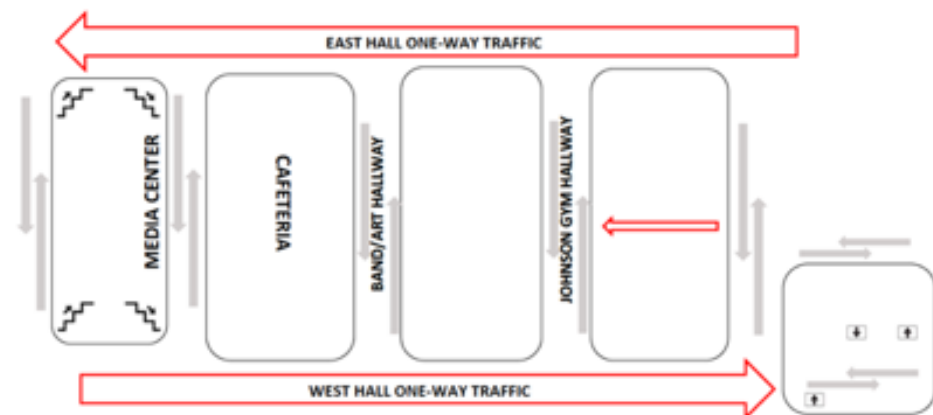 EAST HALL ONE-WAY TRAFFIC
MEDIA CENTER
CAFETERIA
BAND/ART HALLWAY
JOHNSON GYM HALLWAY
WEST HALL ONE-WAY TRAFFIC